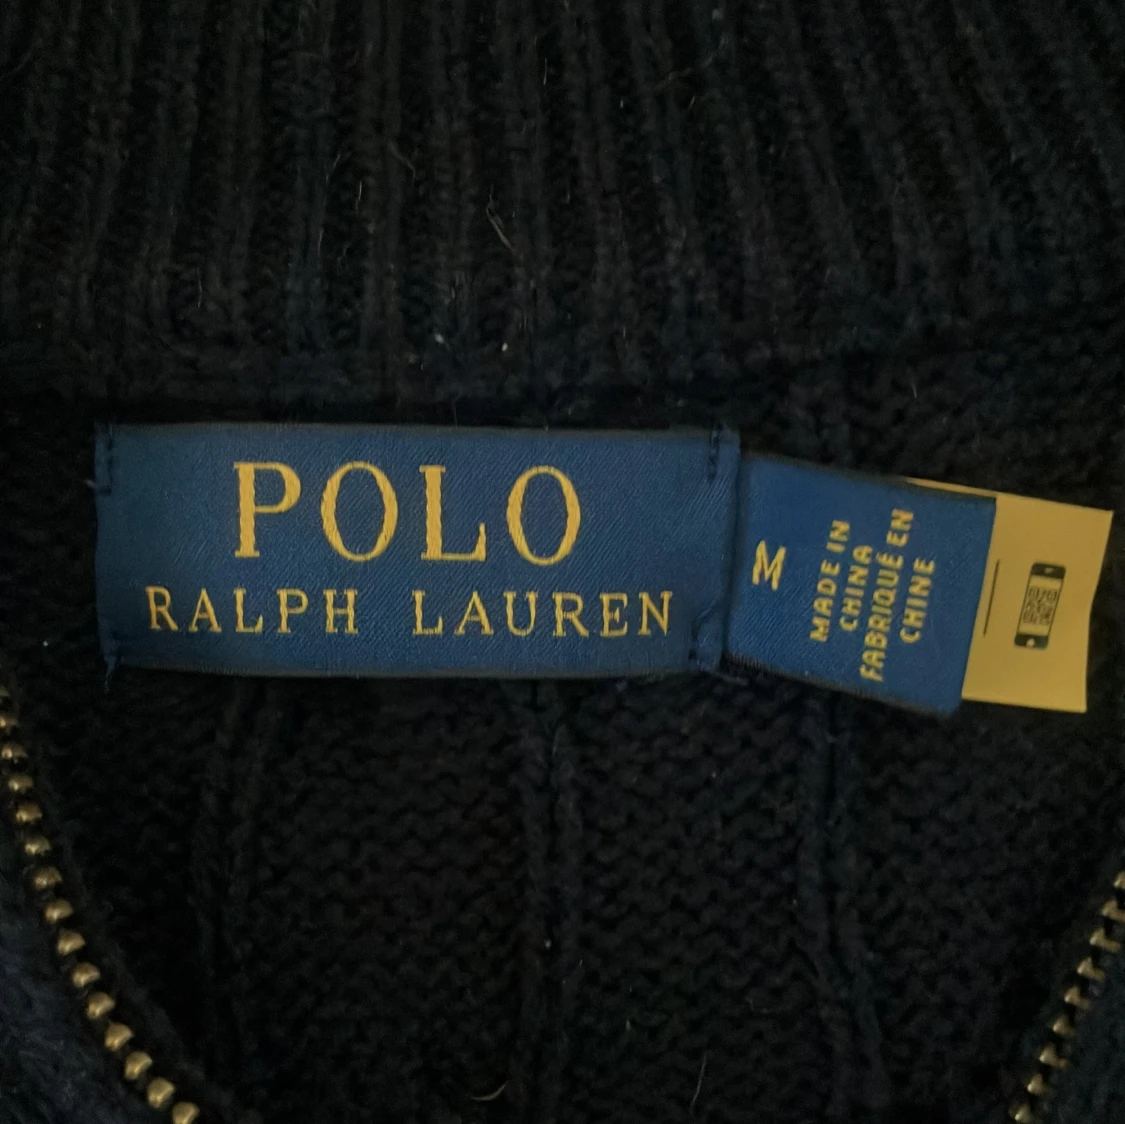 POLO
RALPH LAUREN
M
MADE IN
CHINA
FABRIQUÉ EN
CHINE